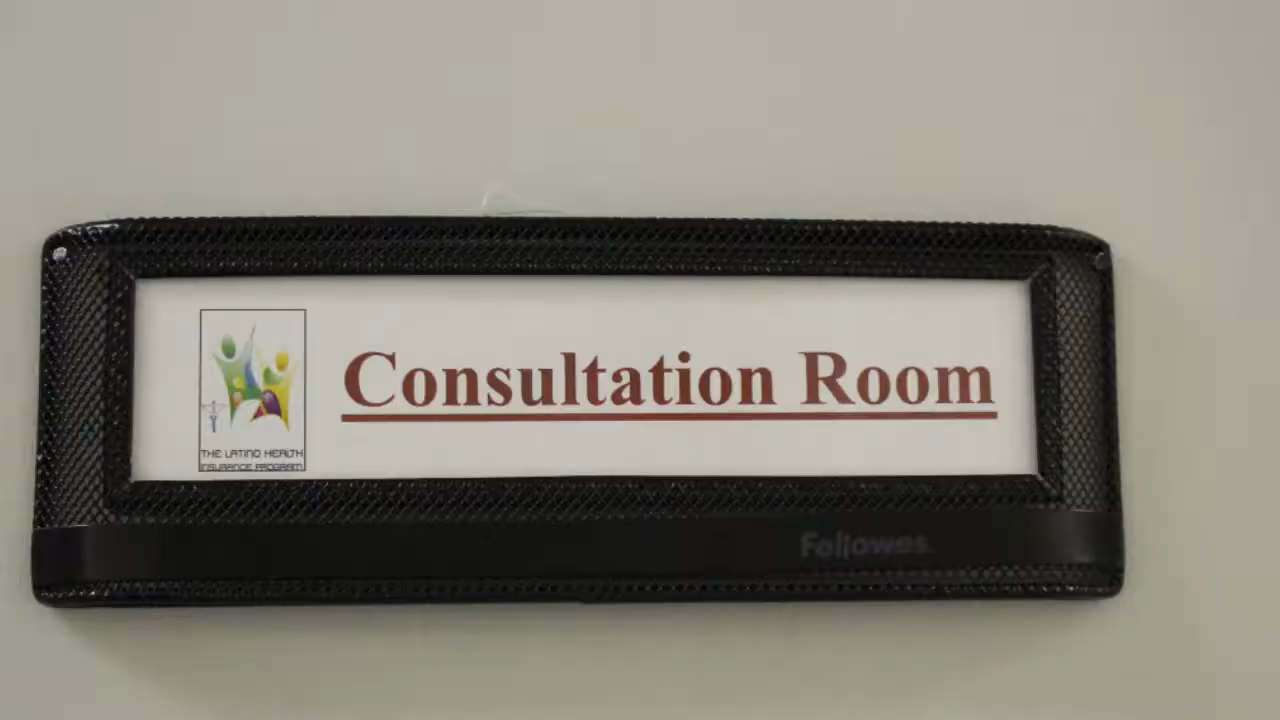 Consultation Room
THE LATINO HEALTH
INSURANCE PROGRAM
Fellowes